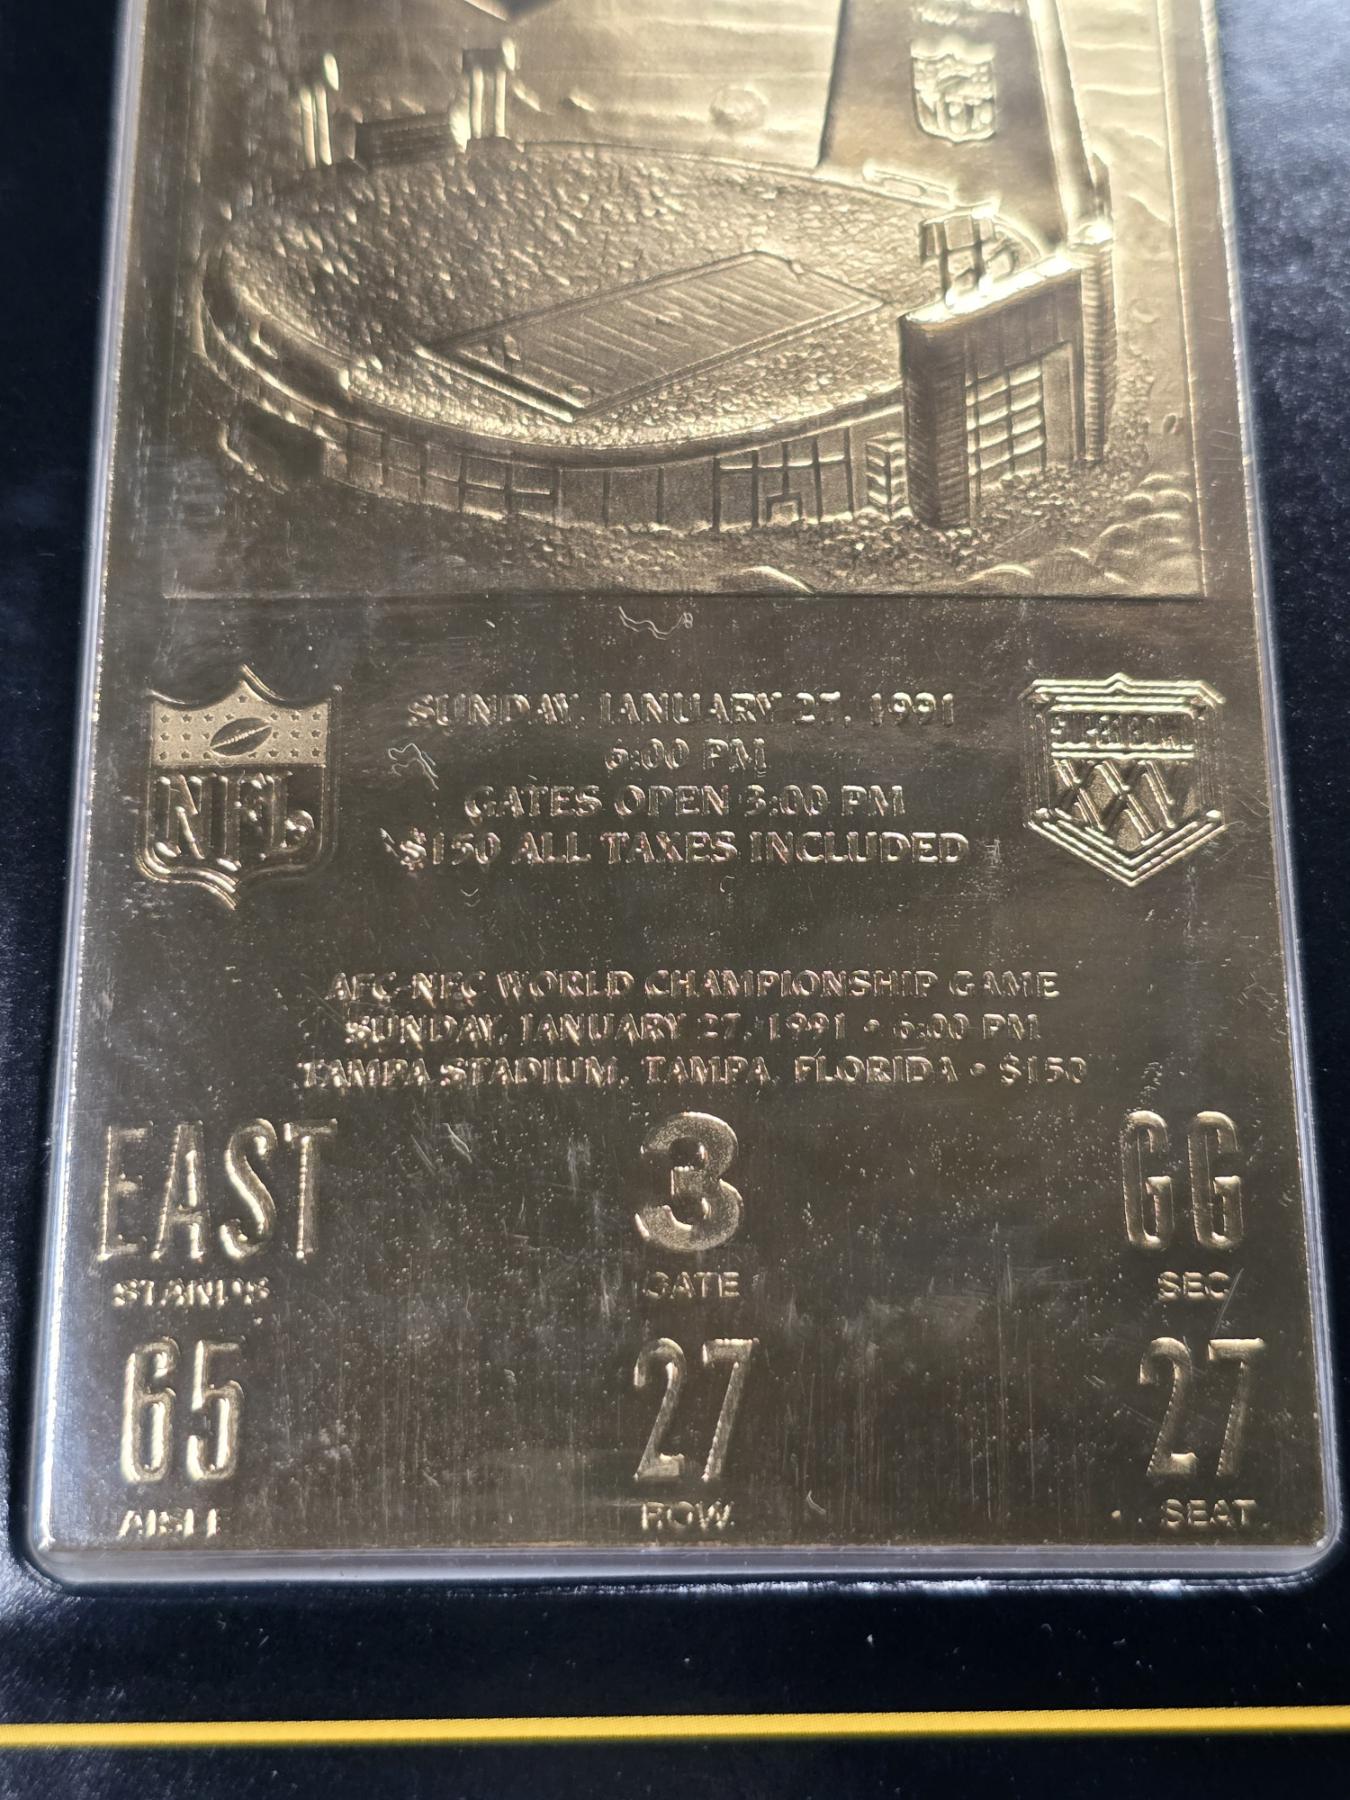 SUNDAY, JANUARY 27, 1991
6:00 PM
GATES OPEN 3:00 PM
$150 ALL TAXES INCLUDED
NFL
SUPER BOWL
XXV
AFC-NFC WORLD CHAMPIONSHIP GAME
SUNDAY, JANUARY 27, 1991 • 6:00 PM
TAMPA STADIUM, TAMPA, FLORIDA • $150
EAST 3 GG
STANDS GATE SEC
65 27 27
AISLE ROW SEAT